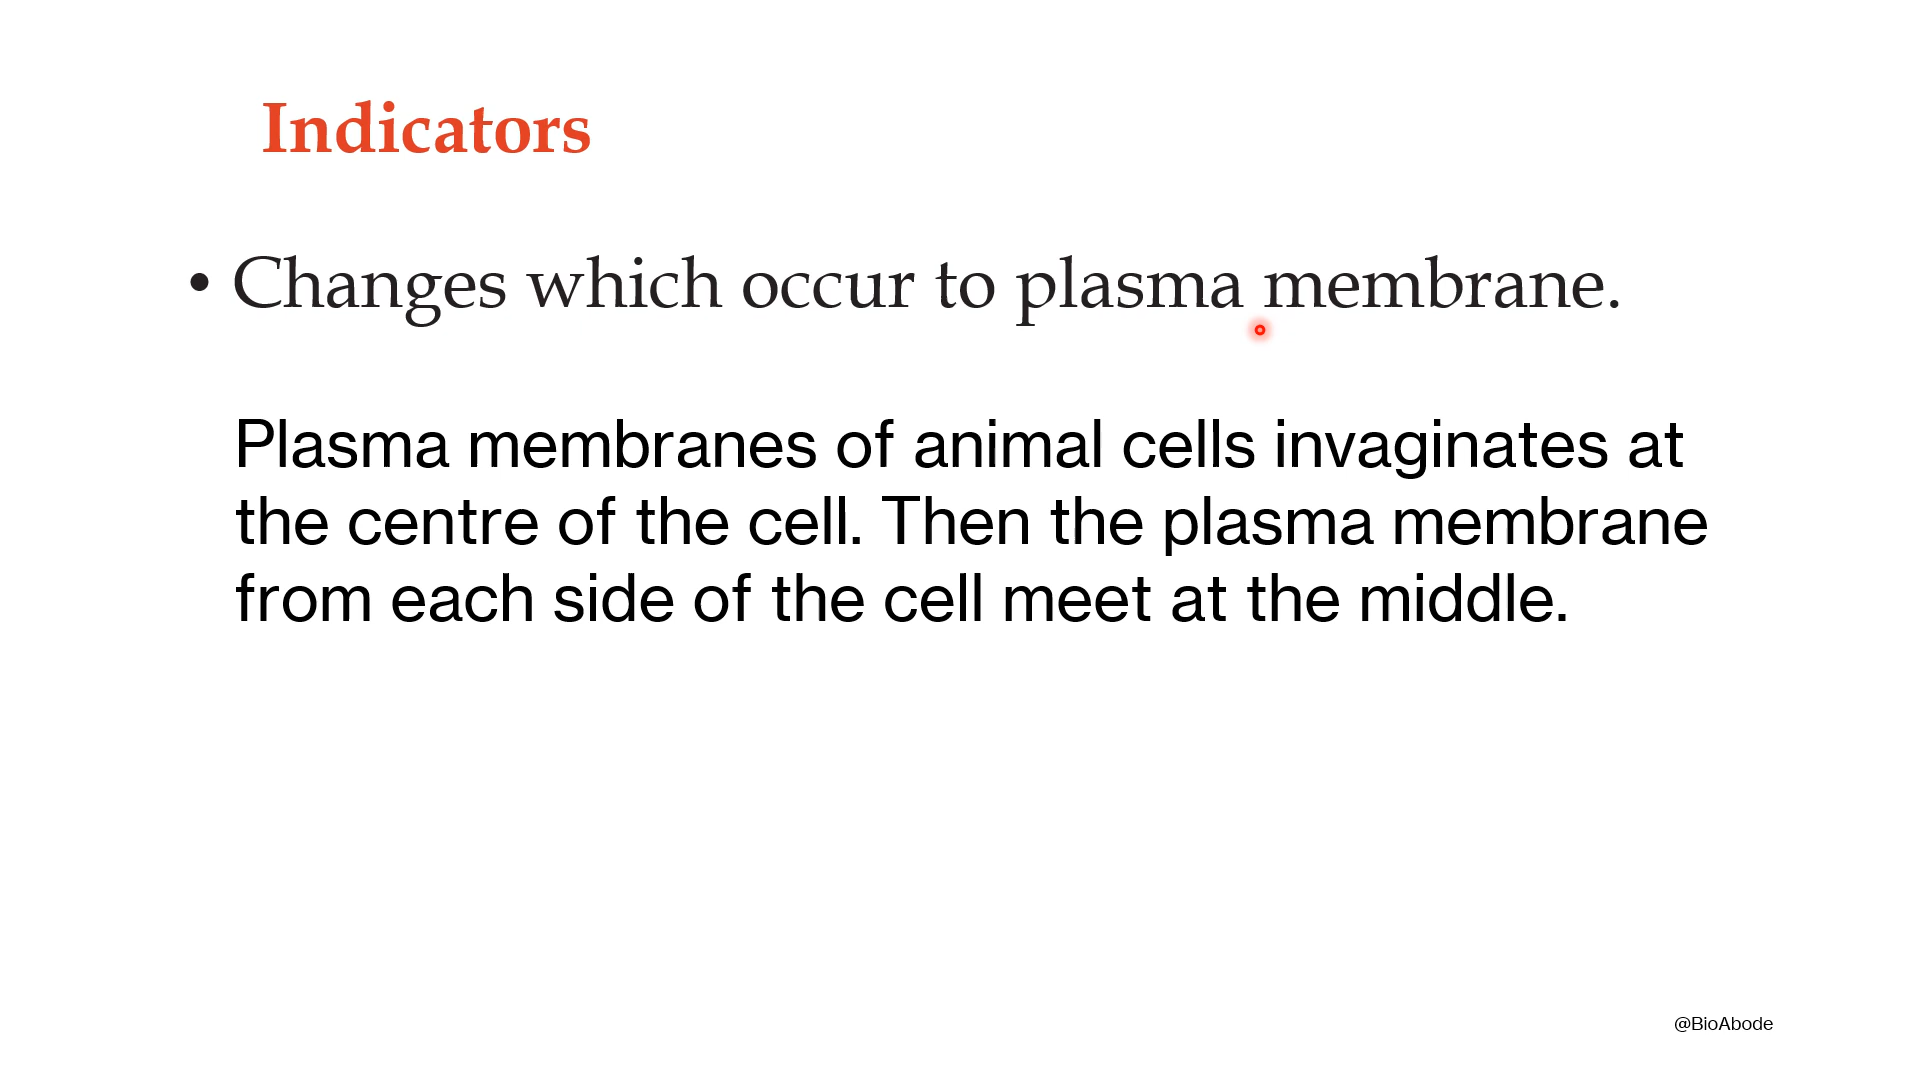 Indicators
• Changes which occur to plasma membrane.
Plasma membranes of animal cells invaginates at
the centre of the cell. Then the plasma membrane
from each side of the cell meet at the middle.
@BioAbode